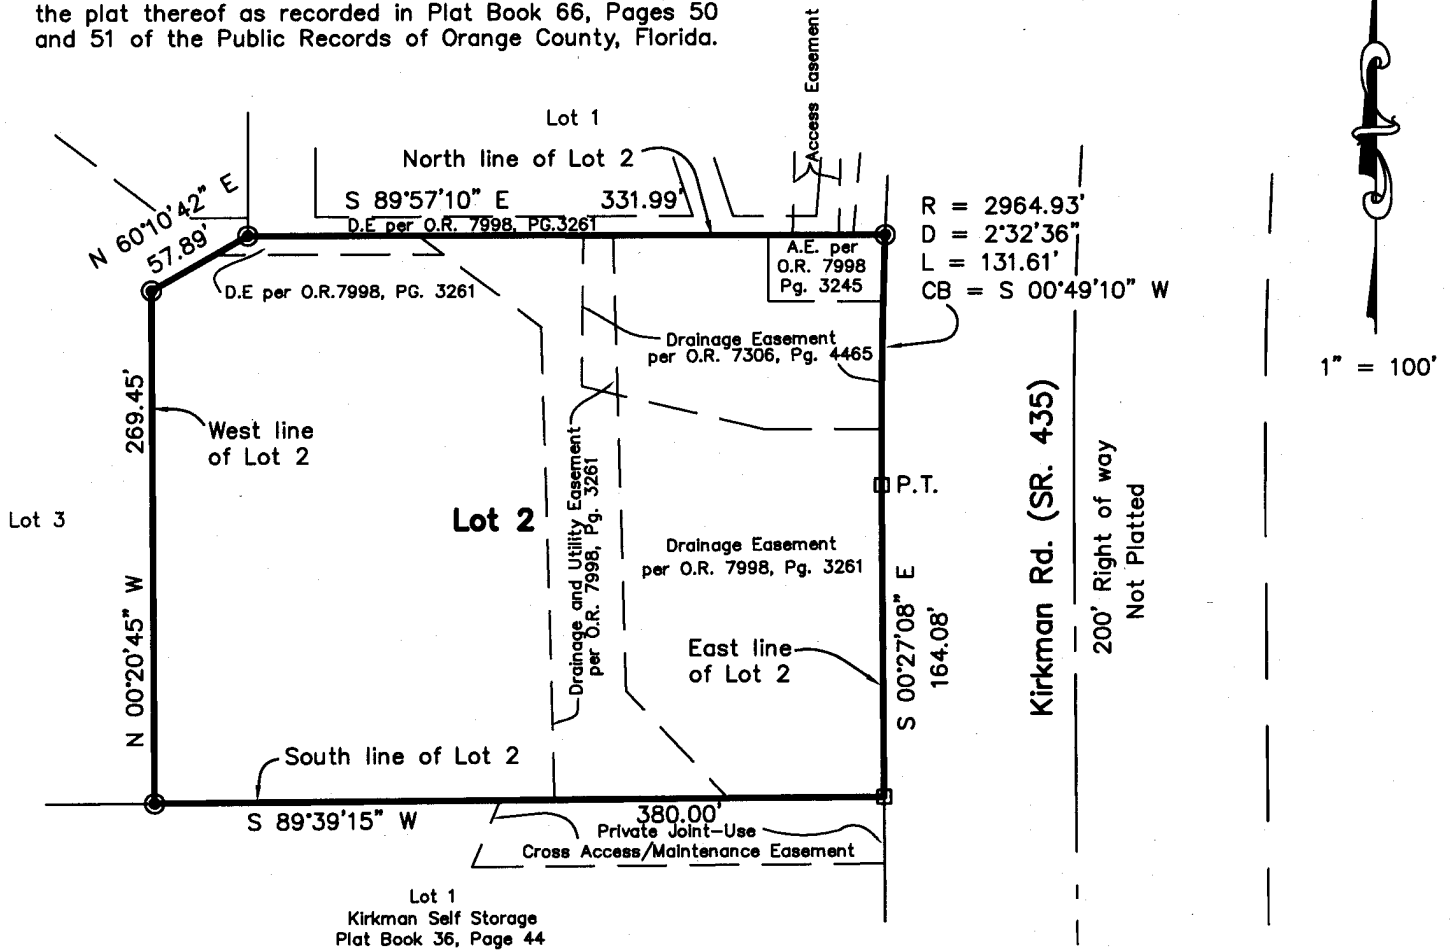 the plat thereof as recorded in Plat Book 66, Pages 50
and 51 of the Public Records of Orange County, Florida.
Access Easement
Lot 1
North line of Lot 2
N 60°10'42" E
57.89'
S 89°57'10" E 331.99'
D.E per O.R. 7998, PG.3261
R = 2964.93'
D = 2°32'36"
L = 131.61'
CB = S 00°49'10" W
A.E. per
O.R. 7998
Pg. 3245
D.E per O.R.7998, PG. 3261
Drainage Easement
per O.R. 7306, Pg. 4465
1" = 100'
269.45'
West line
of Lot 2
Kirkman Rd. (SR. 435)
200' Right of way
Not Platted
Drainage and Utility Easement
per O.R. 7998, Pg. 3261
P.T.
Lot 3
Lot 2
Drainage Easement
per O.R. 7998, Pg. 3261
N 00°20'45" W
S 00°27'08" E
164.08'
East line
of Lot 2
South line of Lot 2
S 89°39'15" W
380.00'
Private Joint-Use
Cross Access/Maintenance Easement
Lot 1
Kirkman Self Storage
Plat Book 36, Page 44